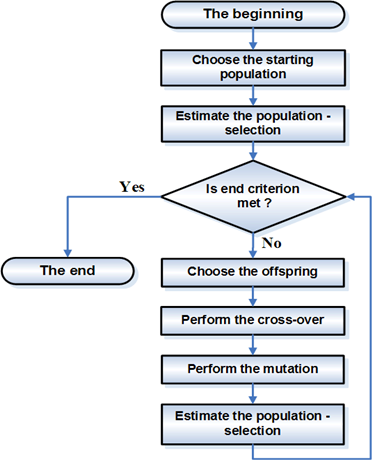 The beginning
Choose the starting
population
Estimate the population -
selection
Is end criterion
met ?
Yes
No
The end
Choose the offspring
Perform the cross-over
Perform the mutation
Estimate the population -
selection